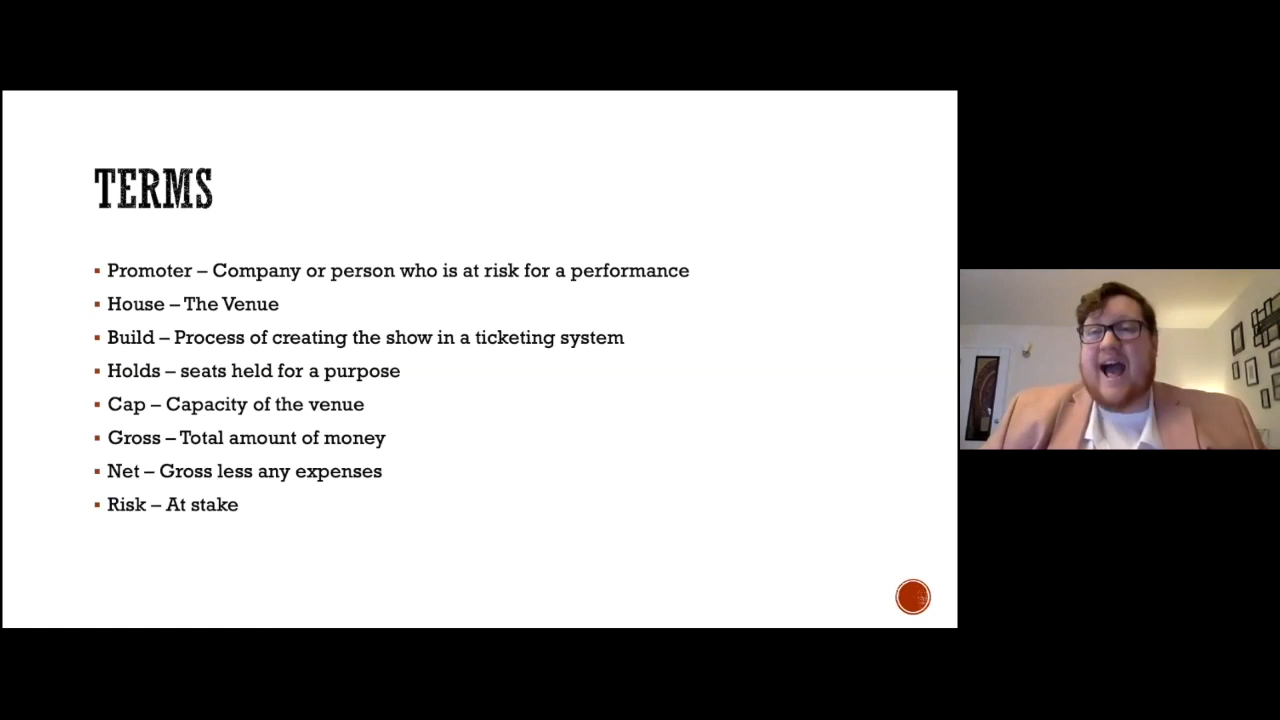 TERMS
Promoter – Company or person who is at risk for a performance
House – The Venue
Build – Process of creating the show in a ticketing system
Holds – seats held for a purpose
Cap – Capacity of the venue
Gross – Total amount of money
Net – Gross less any expenses
Risk – At stake